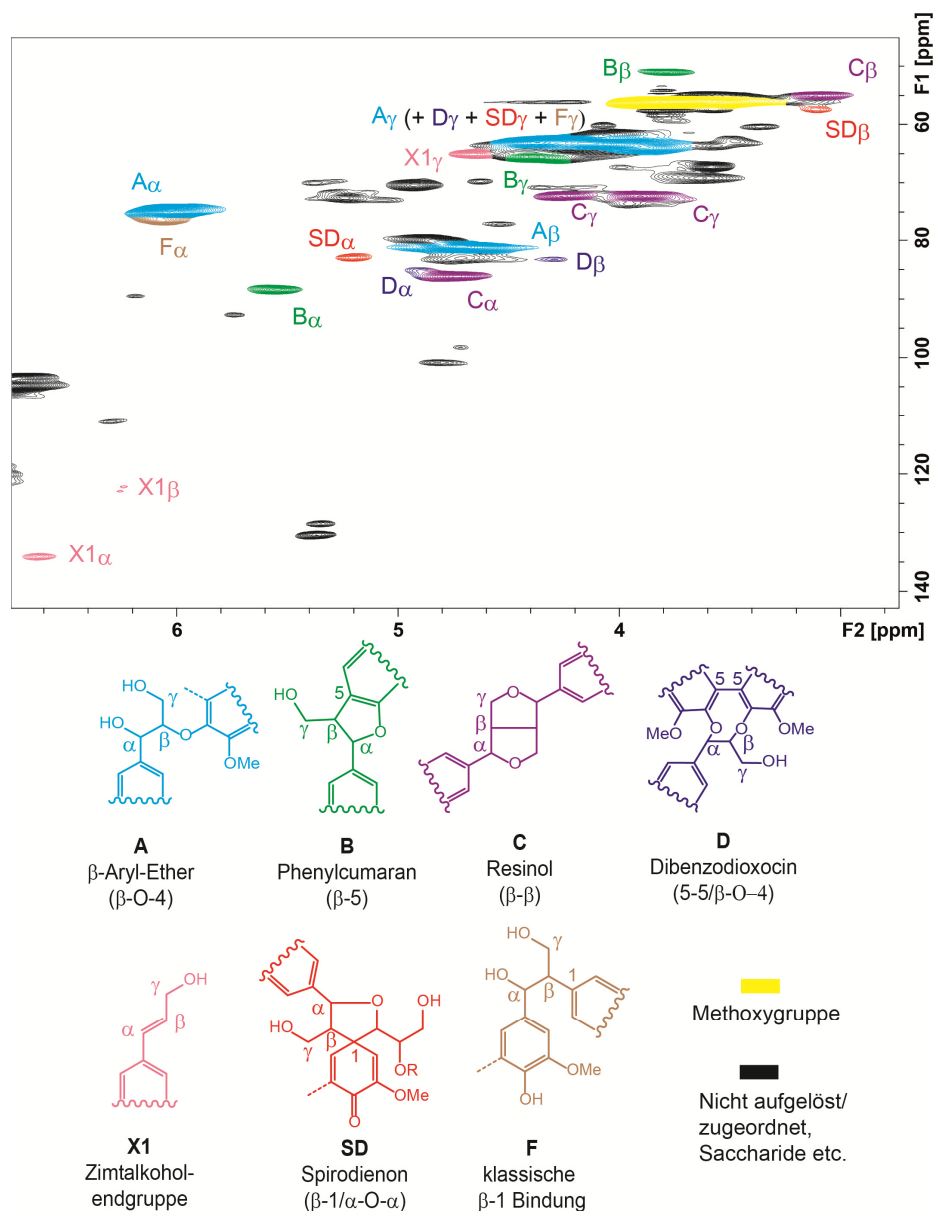 Bβ
Cβ
F1 [ppm]
Aγ (+ Dγ + SDγ + Fγ)
SDβ
60
X1γ
Bγ
Aα
Cγ
Cγ
Fα
SDα
Aβ
80
Dβ
Dα
Cα
Bα
100
120
X1β
X1α
140
6
5
4
F2 [ppm]
HO
γ
HO
α
β
O
OMe
5
HO
γ
β
O
α
γ
O
β
α
O
5
5
MeO
O
O
OMe
α
β
γ
OH
A
β-Aryl-Ether
(β-O-4)
B
Phenylcumaran
(β-5)
C
Resinol
(β-β)
D
Dibenzodioxocin
(5-5/β-O–4)
OH
γ
α
β
α
O
OH
HO
γ
β
1
OR
OMe
O
HO
γ
HO
1
α
β
OMe
OH
X1
Zimtalkohol-
endgruppe
SD
Spirodienon
(β-1/α-O-α)
F
klassische
β-1 Bindung
Methoxygruppe
Nicht aufgelöst/
zugeordnet,
Saccharide etc.